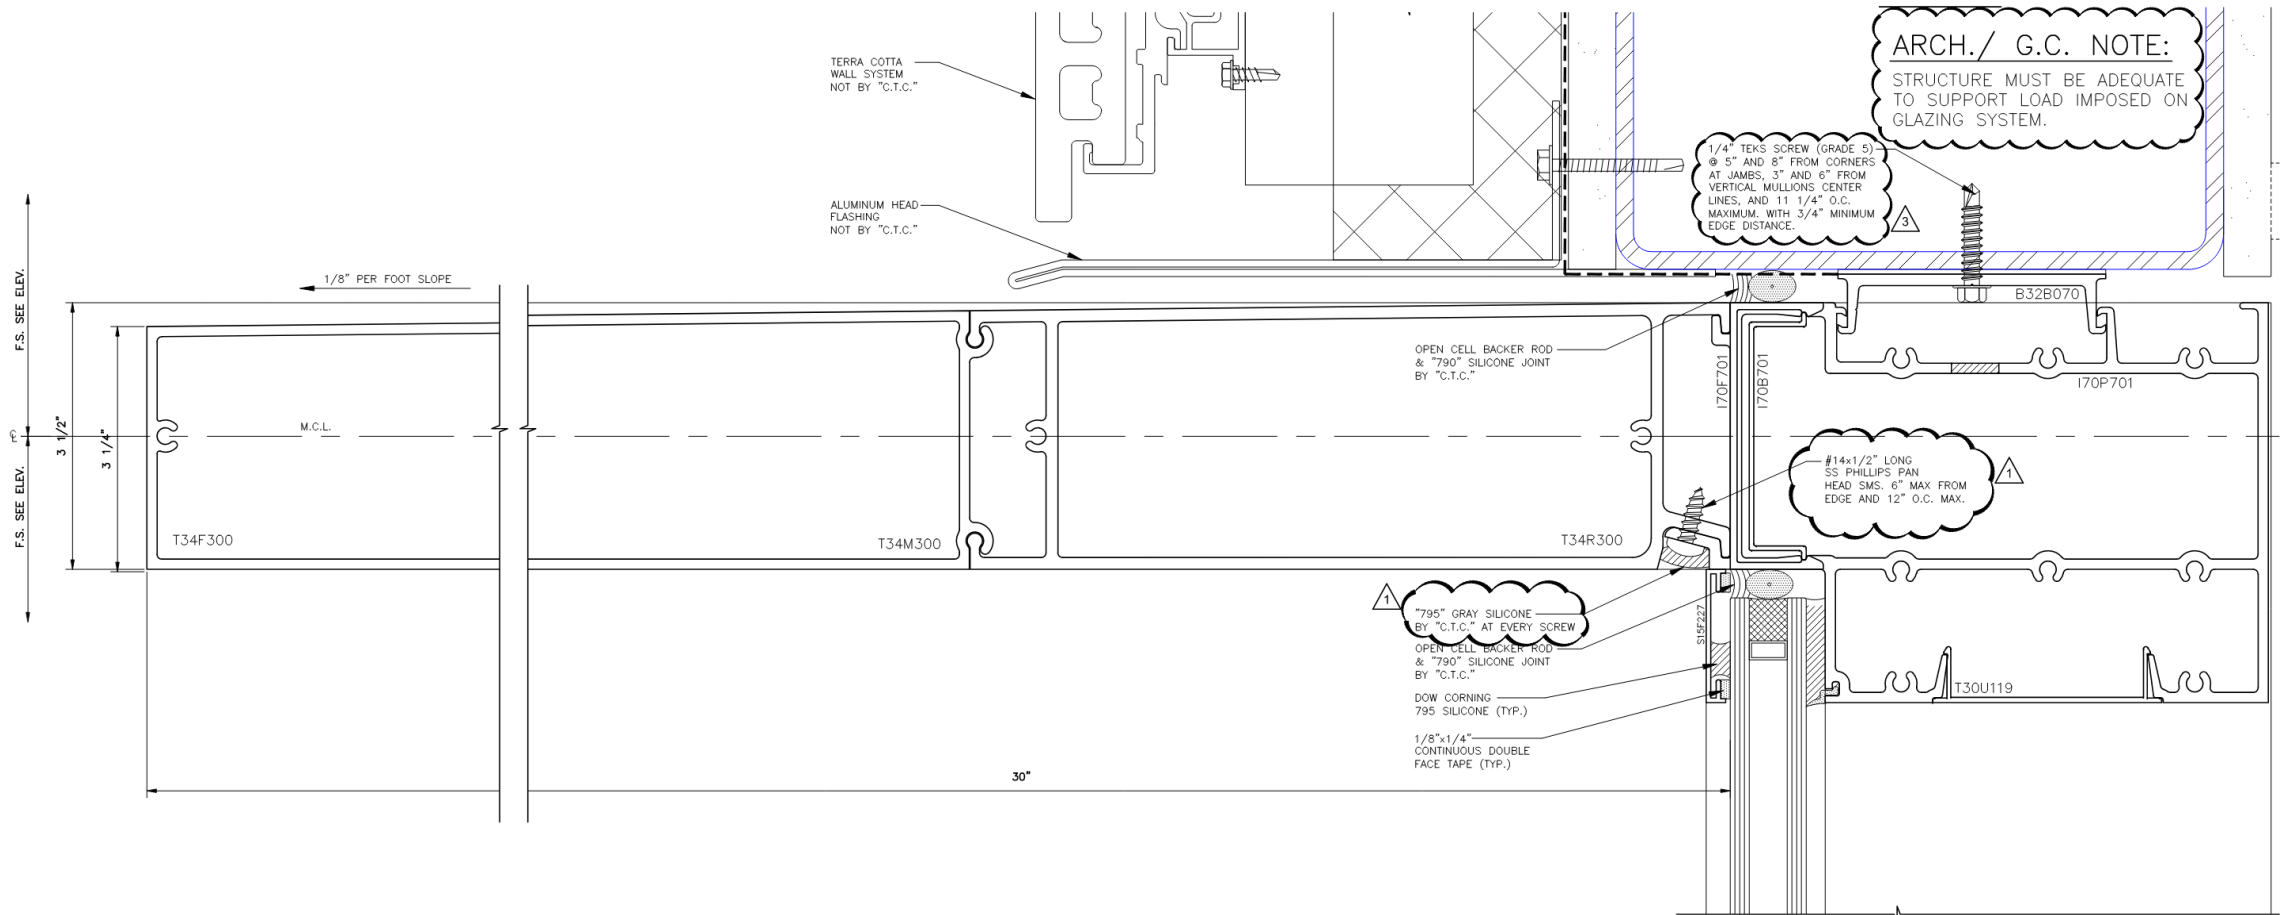 ARCH./ G.C. NOTE:
STRUCTURE MUST BE ADEQUATE
TO SUPPORT LOAD IMPOSED ON
GLAZING SYSTEM.
TERRA COTTA
WALL SYSTEM
NOT BY "C.T.C."
1/4" TEKS SCREW (GRADE 5)
@ 5" AND 8" FROM CORNERS
AT JAMBS, 3" AND 6" FROM
VERTICAL MULLIONS CENTER
LINES, AND 11 1/4" O.C.
MAXIMUM. WITH 3/4" MINIMUM
EDGE DISTANCE.
3
ALUMINUM HEAD
FLASHING
NOT BY "C.T.C."
1/8" PER FOOT SLOPE
F.S. SEE ELEV.
B32B070
OPEN CELL BACKER ROD
& "790" SILICONE JOINT
BY "C.T.C."
I70F701
I70B701
I70P701
3 1/2"
3 1/4"
M.C.L.
℄
F.S. SEE ELEV.
#14x1/2" LONG
SS PHILLIPS PAN
HEAD SMS. 6" MAX FROM
EDGE AND 12" O.C. MAX.
1
T34F300
T34M300
T34R300
1
"795" GRAY SILICONE
BY "C.T.C." AT EVERY SCREW
OPEN CELL BACKER ROD
& "790" SILICONE JOINT
BY "C.T.C."
S15F227
T30U119
DOW CORNING
795 SILICONE (TYP.)
1/8"x1/4"
CONTINUOUS DOUBLE
FACE TAPE (TYP.)
30"